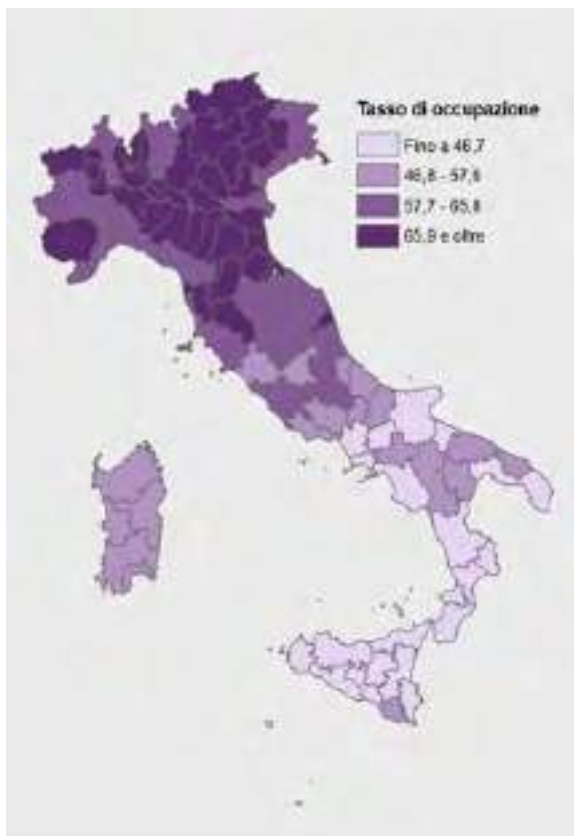 Tasso di occupazione
Fino a 46,7
46,8 - 57,6
57,7 - 65,8
65,9 e oltre